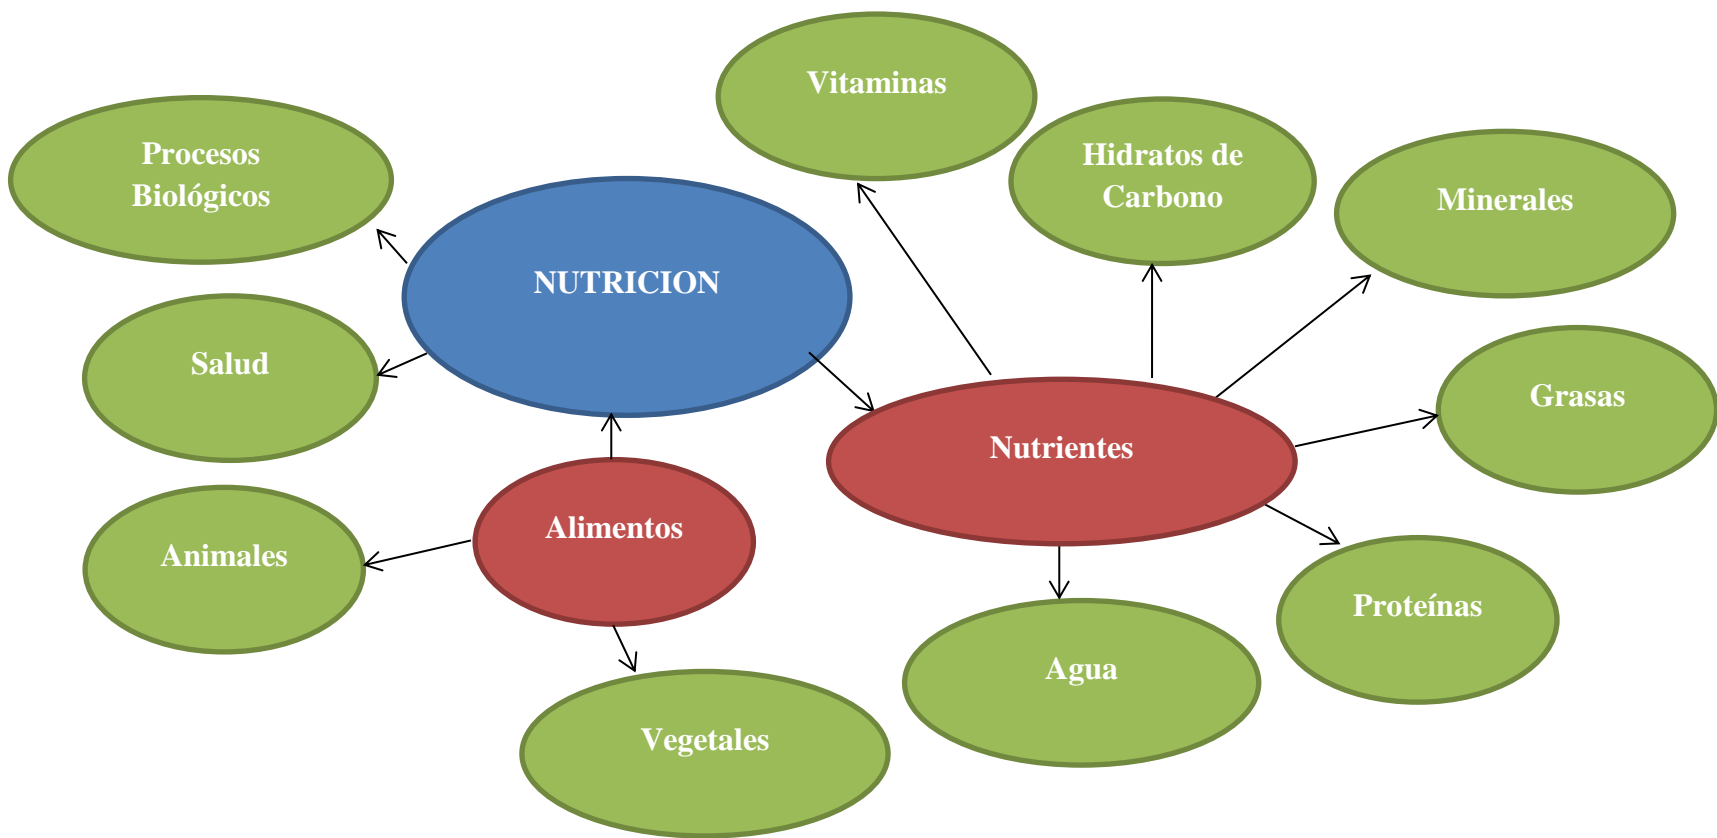 Vitaminas
Procesos
Biológicos
Hidratos de
Carbono
Minerales
NUTRICION
Salud
Grasas
Nutrientes
Alimentos
Animales
Proteínas
Agua
Vegetales